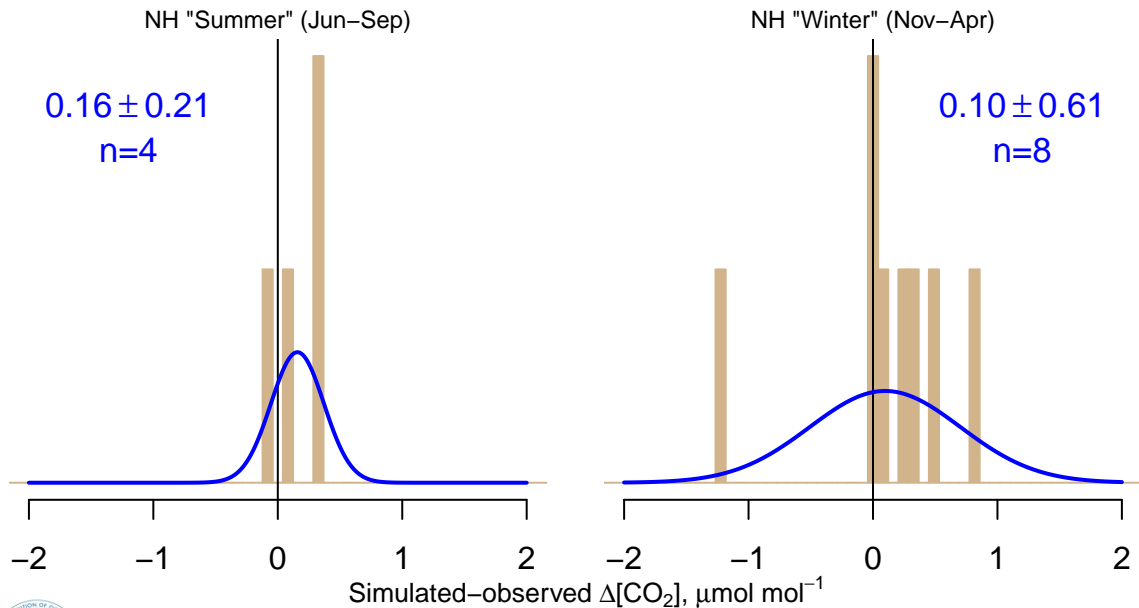 NH "Summer" (Jun−Sep)
0.16 ± 0.21
n=4
−2 −1 0 1 2
NH "Winter" (Nov−Apr)
0.10 ± 0.61
n=8
−2 −1 0 1 2
Simulated−observed Δ[CO₂], μmol mol⁻¹